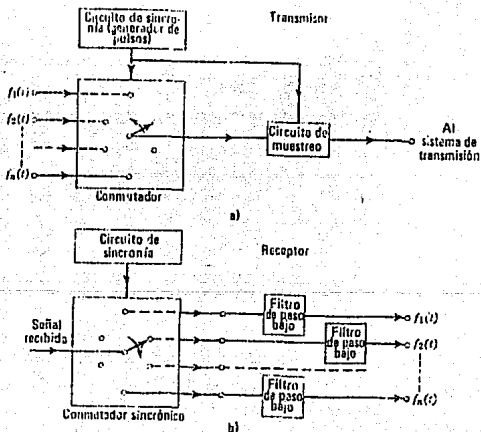 Circuito de sincro-
nía (generador de
pulsos)
Transmisor
f₁(t)
f₂(t)
fₙ(t)
Conmutador
Circuito de
muestreo
Al
sistema de
transmisión
a)
Circuito de
sincronía
Receptor
Señal
recibida
Conmutador sincrónico
Filtro
de paso
bajo
f₁(t)
Filtro
de paso
bajo
f₂(t)
Filtro
de paso
bajo
fₙ(t)
b)